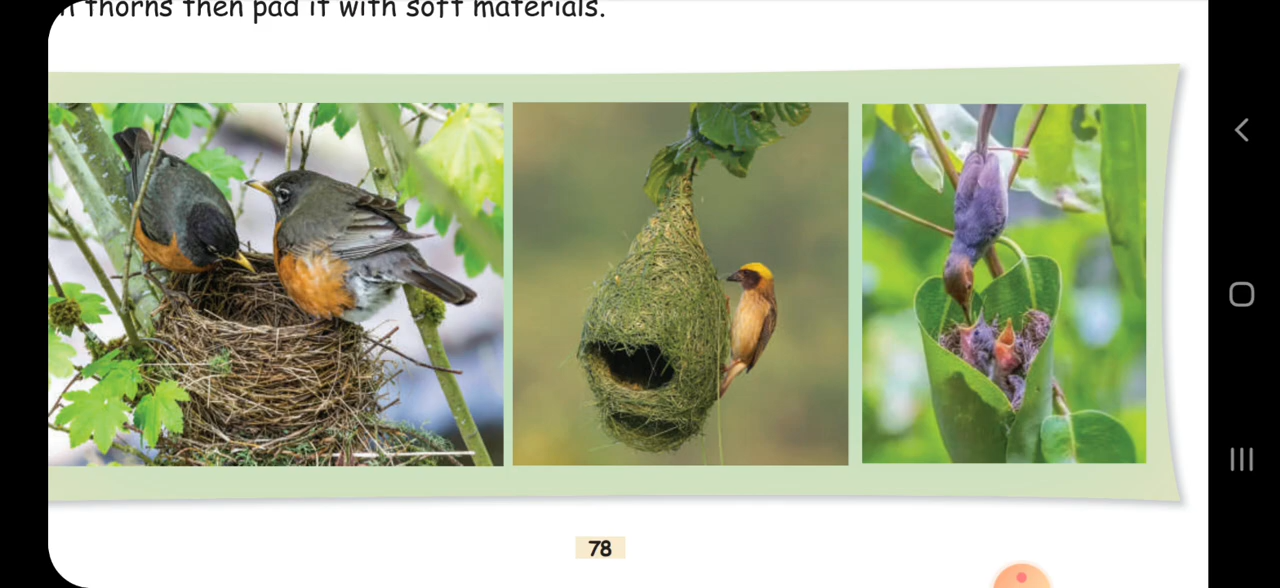 thorns then pad it with soft materials.
78